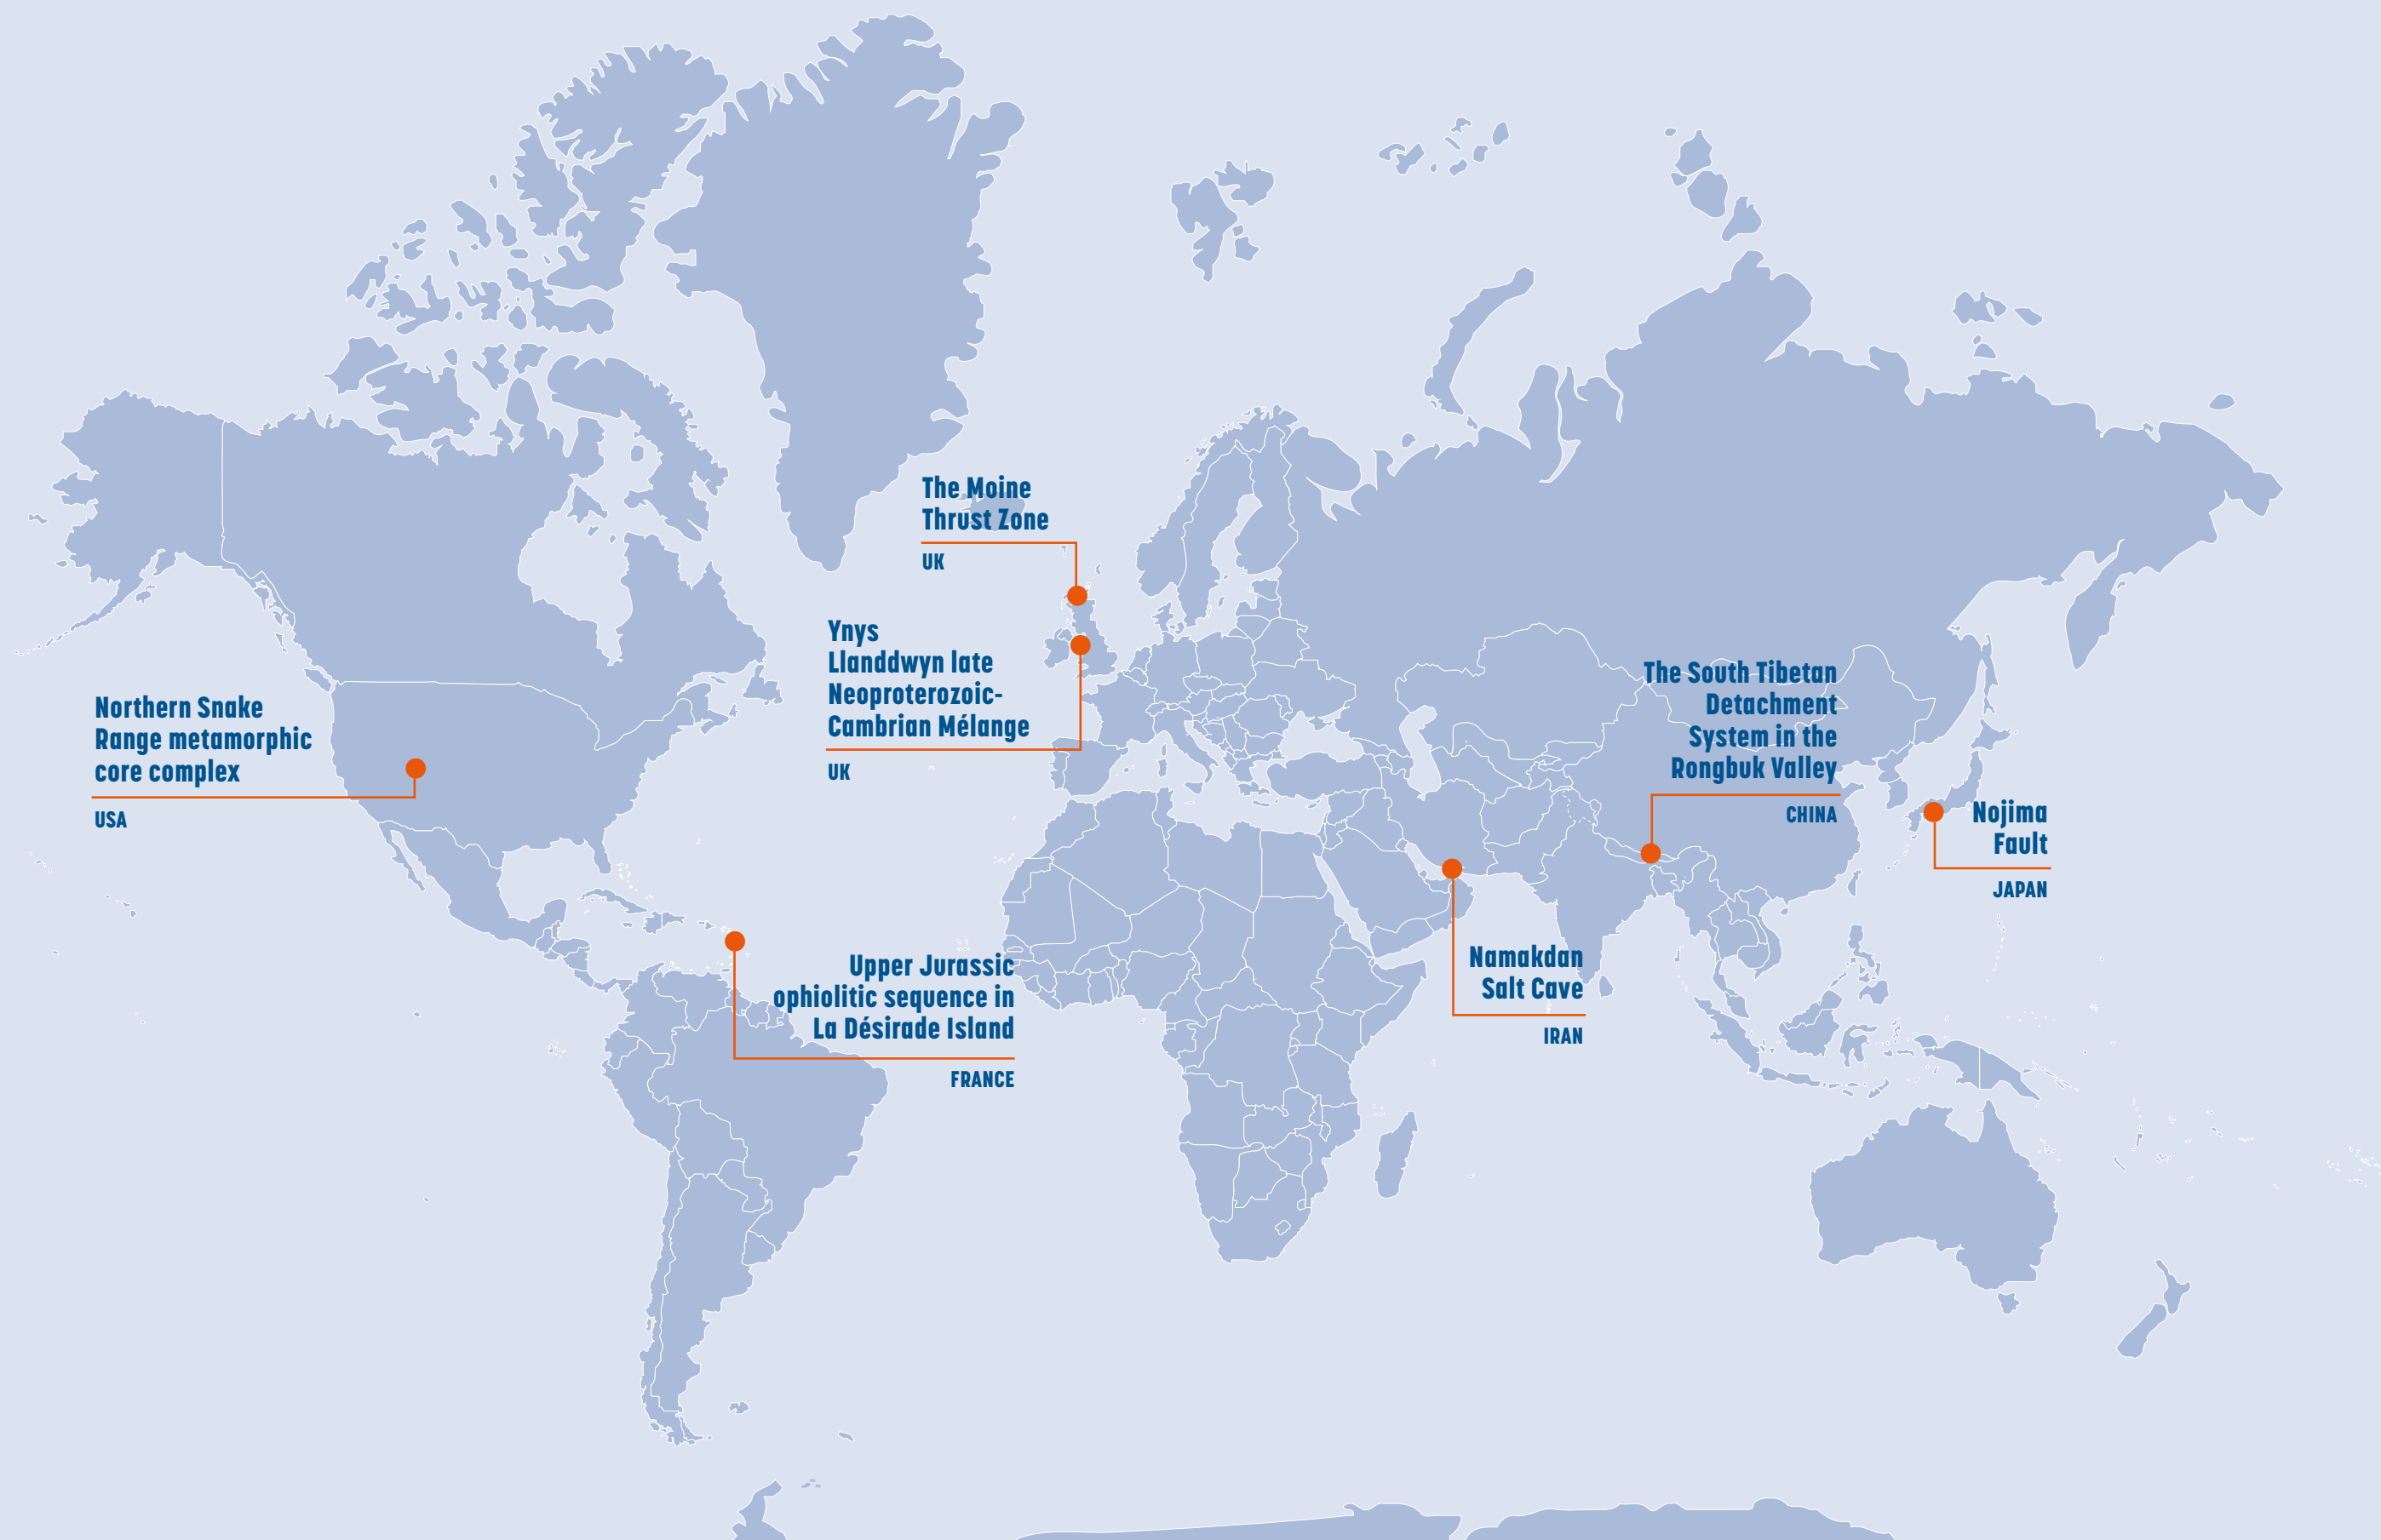 The Moine
Thrust Zone
UK
Ynys
Llanddwyn late
Neoproterozoic-
Cambrian Mélange
UK
Northern Snake
Range metamorphic
core complex
USA
The South Tibetan
Detachment
System in the
Rongbuk Valley
CHINA
Nojima
Fault
JAPAN
Upper Jurassic
ophiolitic sequence in
La Désirade Island
FRANCE
Namakdan
Salt Cave
IRAN